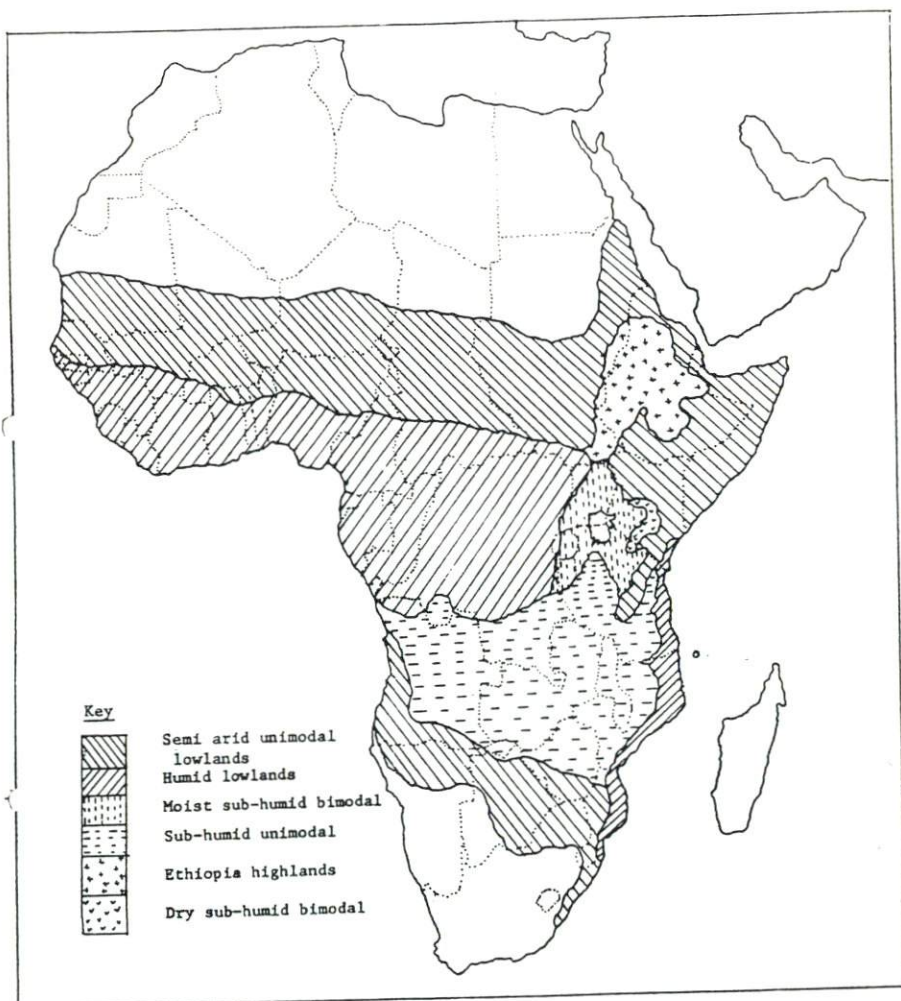 Key
Semi arid unimodal
lowlands
Humid lowlands
Moist sub-humid bimodal
Sub-humid unimodal
Ethiopia highlands
Dry sub-humid bimodal